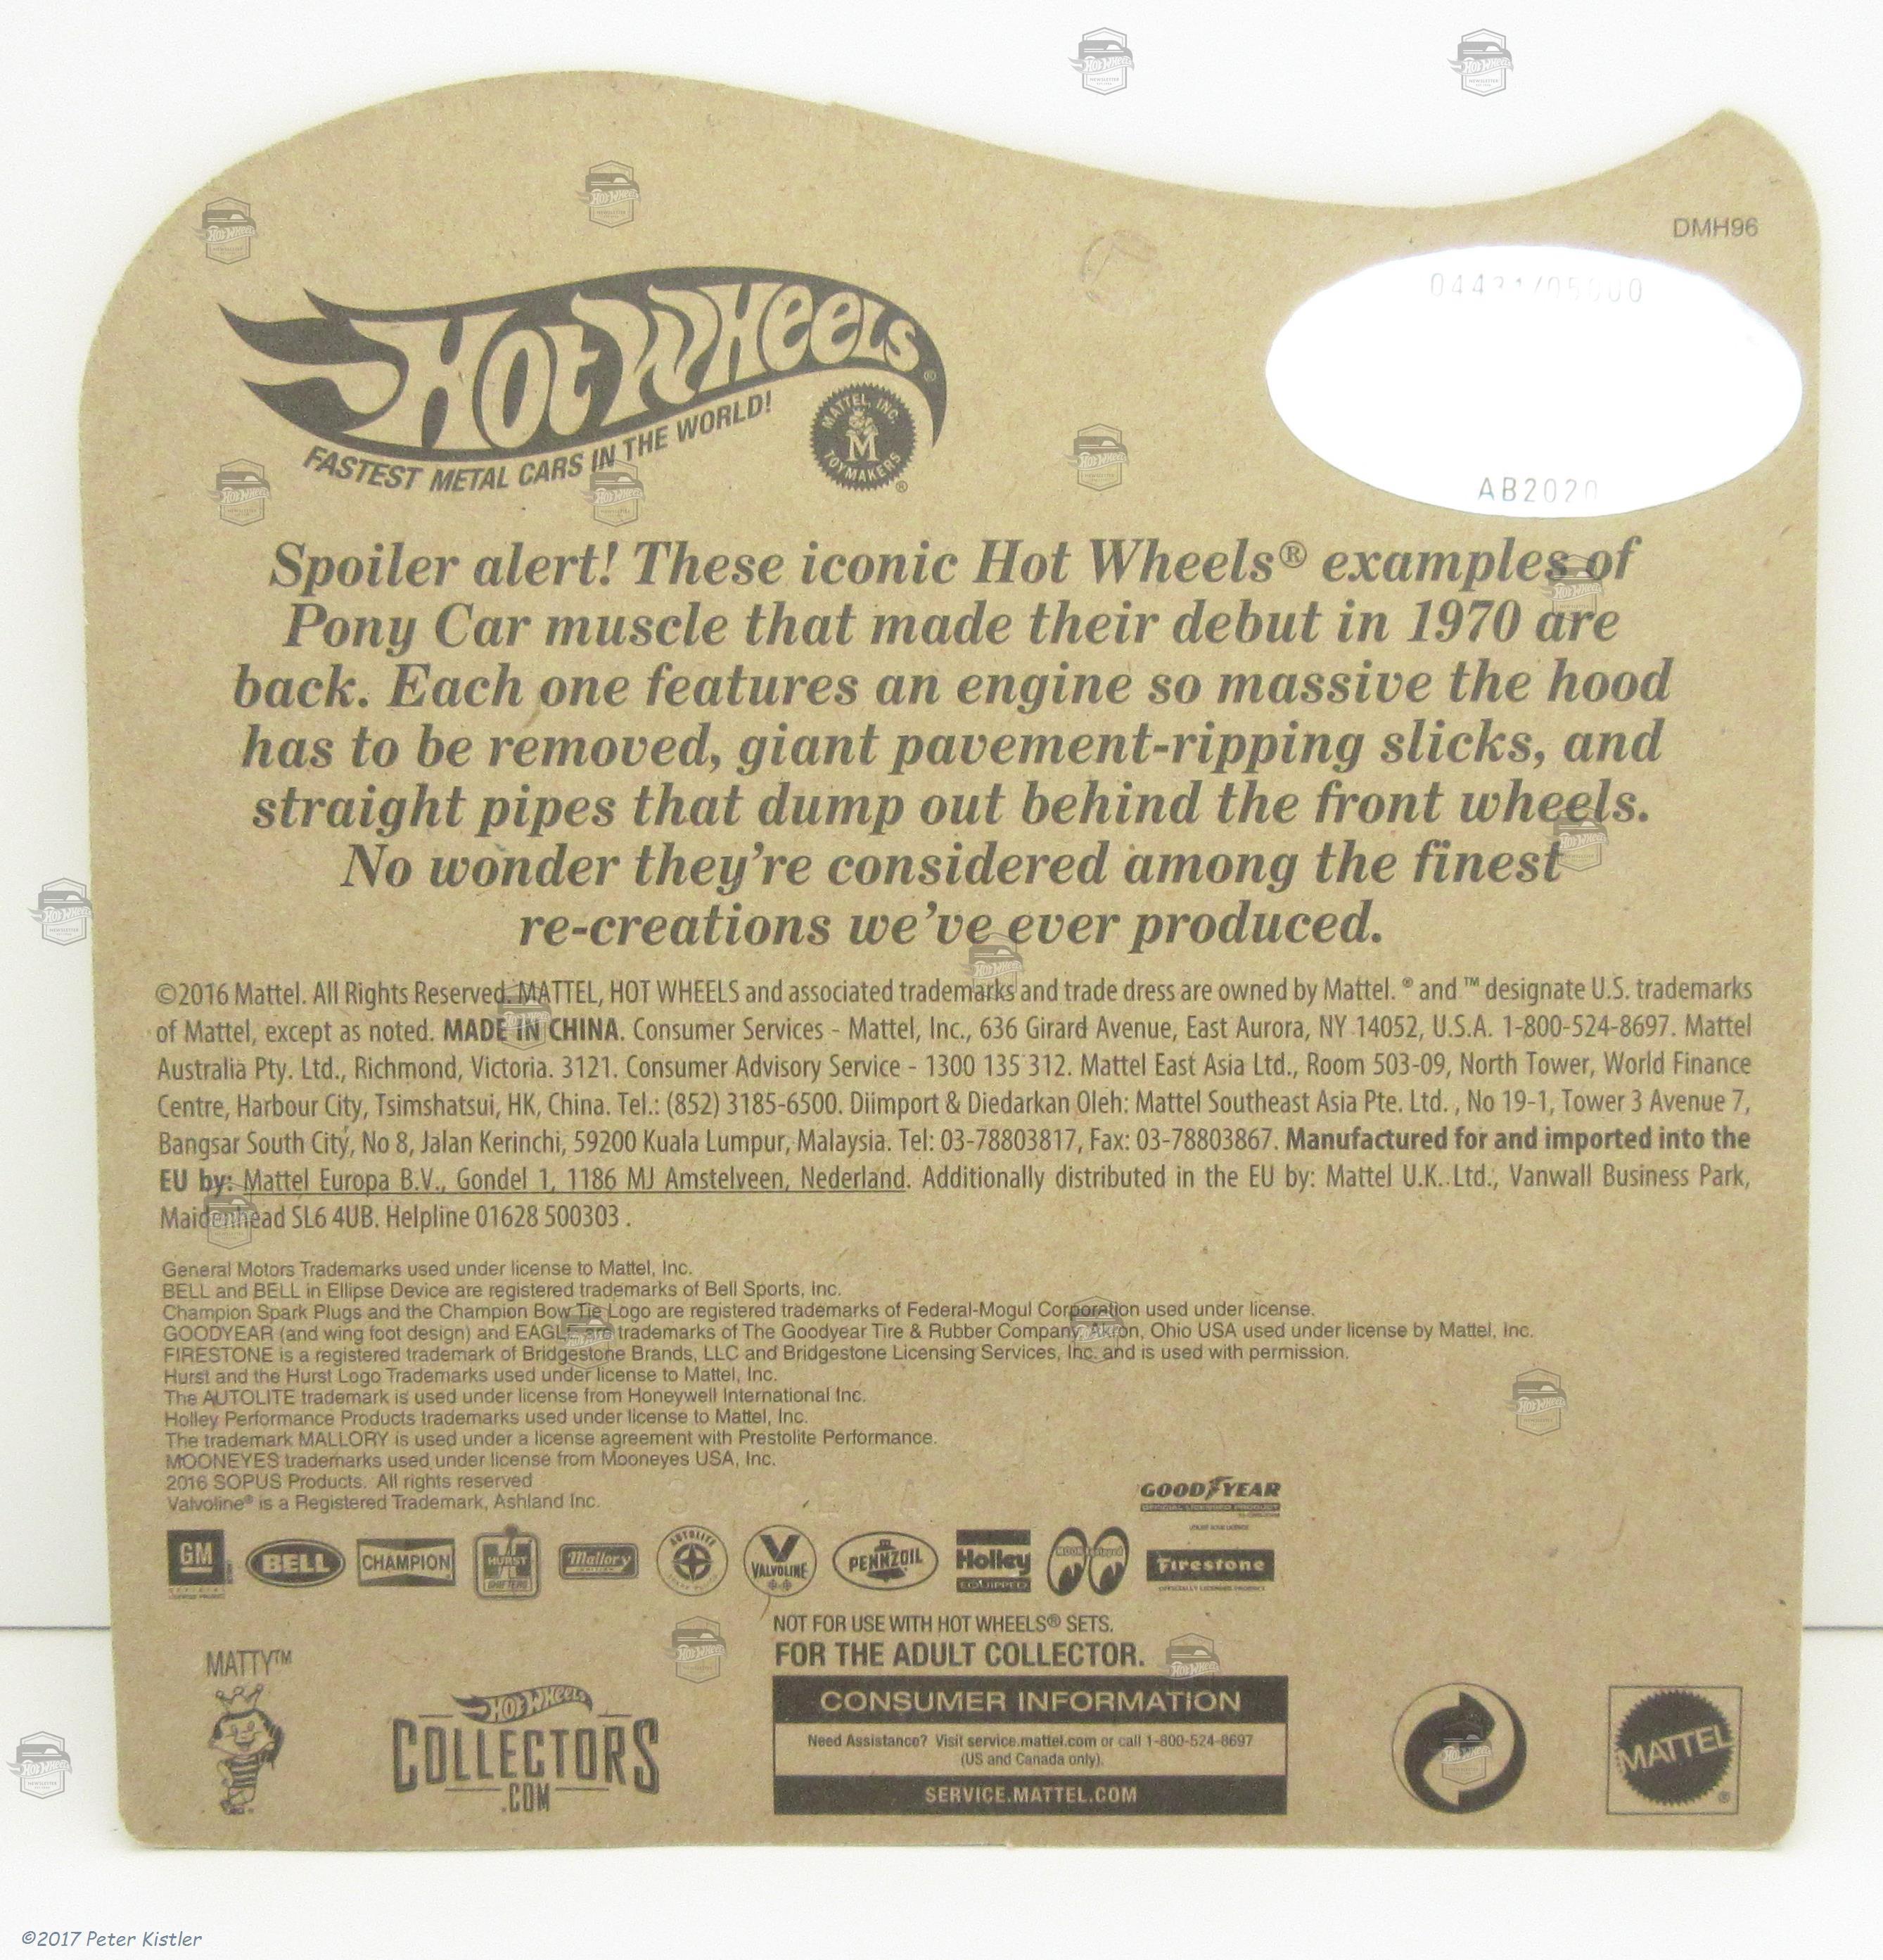 DMH96
HOT WHEELS®
FASTEST METAL CARS IN THE WORLD!
MATTEL, INC.
M
TOYMAKERS
®
AB2020
Spoiler alert! These iconic Hot Wheels® examples of
Pony Car muscle that made their debut in 1970 are
back. Each one features an engine so massive the hood
has to be removed, giant pavement-ripping slicks, and
straight pipes that dump out behind the front wheels.
No wonder they’re considered among the finest
re-creations we’ve ever produced.
©2016 Mattel. All Rights Reserved. MATTEL, HOT WHEELS and associated trademarks and trade dress are owned by Mattel. ® and ™ designate U.S. trademarks
of Mattel, except as noted. MADE IN CHINA. Consumer Services - Mattel, Inc., 636 Girard Avenue, East Aurora, NY 14052, U.S.A. 1-800-524-8697. Mattel
Australia Pty. Ltd., Richmond, Victoria. 3121. Consumer Advisory Service - 1300 135 312. Mattel East Asia Ltd., Room 503-09, North Tower, World Finance
Centre, Harbour City, Tsimshatsui, HK, China. Tel.: (852) 3185-6500. Diimport & Diedarkan Oleh: Mattel Southeast Asia Pte. Ltd. , No 19-1, Tower 3 Avenue 7,
Bangsar South City, No 8, Jalan Kerinchi, 59200 Kuala Lumpur, Malaysia. Tel: 03-78803817, Fax: 03-78803867. Manufactured for and imported into the
EU by: Mattel Europa B.V., Gondel 1, 1186 MJ Amstelveen, Nederland. Additionally distributed in the EU by: Mattel U.K. Ltd., Vanwall Business Park,
Maidenhead SL6 4UB. Helpline 01628 500303 .
General Motors Trademarks used under license to Mattel, Inc.
BELL and BELL in Ellipse Device are registered trademarks of Bell Sports, Inc.
Champion Spark Plugs and the Champion Bow Tie Logo are registered trademarks of Federal-Mogul Corporation used under license.
GOODYEAR (and wing foot design) and EAGLE are trademarks of The Goodyear Tire & Rubber Company, Akron, Ohio USA used under license by Mattel, Inc.
FIRESTONE is a registered trademark of Bridgestone Brands, LLC and Bridgestone Licensing Services, Inc. and is used with permission.
Hurst and the Hurst Logo Trademarks used under license to Mattel, Inc.
The AUTOLITE trademark is used under license from Honeywell International Inc.
Holley Performance Products trademarks used under license to Mattel, Inc.
The trademark MALLORY is used under a license agreement with Prestolite Performance.
MOONEYES trademarks used under license from Mooneyes USA, Inc.
2016 SOPUS Products. All rights reserved
Valvoline® is a Registered Trademark, Ashland Inc.
GOODYEAR
OFFICIAL LICENSED PRODUCT
GM
BELL
CHAMPION
HURST
SHIFTERS
Mallory
AUTOLITE
VALVOLINE
PENNZOIL
Holley
EQUIPPED
MOON Equipped
Firestone
OFFICIALLY LICENSED PRODUCT
NOT FOR USE WITH HOT WHEELS® SETS.
FOR THE ADULT COLLECTOR.
MATTY™
HOT WHEELS
COLLECTORS
.COM
CONSUMER INFORMATION
Need Assistance? Visit service.mattel.com or call 1-800-524-8697
(US and Canada only).
SERVICE.MATTEL.COM
MATTEL
®
©2017 Peter Kistler